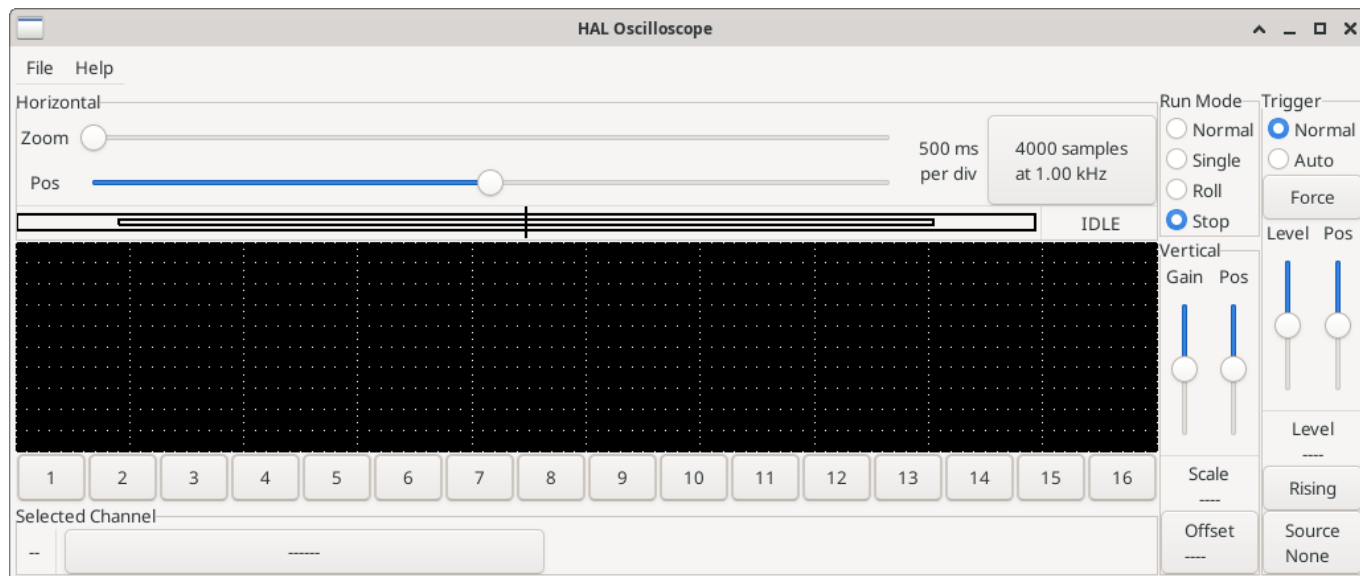 HAL Oscilloscope
File Help
Horizontal
Zoom
Pos
500 ms
per div
4000 samples
at 1.00 kHz
IDLE
Run Mode
Normal
Single
Roll
Stop
Trigger
Normal
Auto
Force
Level Pos
Level
----
Rising
Source
None
Vertical
Gain Pos
Scale
----
Offset
----
1 2 3 4 5 6 7 8 9 10 11 12 13 14 15 16
Selected Channel
-- ------